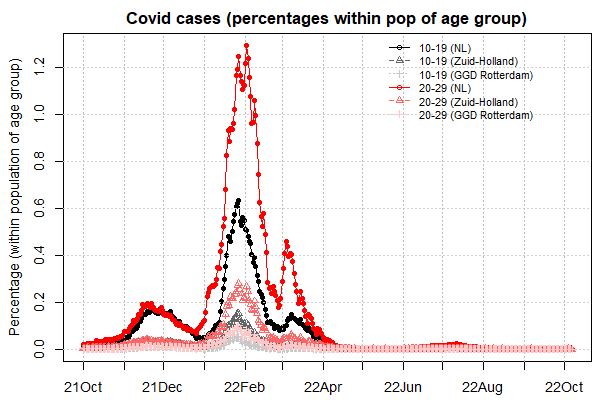 Covid cases (percentages within pop of age group)
Percentage (within population of age group)
1.2
1.0
0.8
0.6
0.4
0.2
0.0
10-19 (NL)
10-19 (Zuid-Holland)
10-19 (GGD Rotterdam)
20-29 (NL)
20-29 (Zuid-Holland)
20-29 (GGD Rotterdam)
21Oct 21Dec 22Feb 22Apr 22Jun 22Aug 22Oct